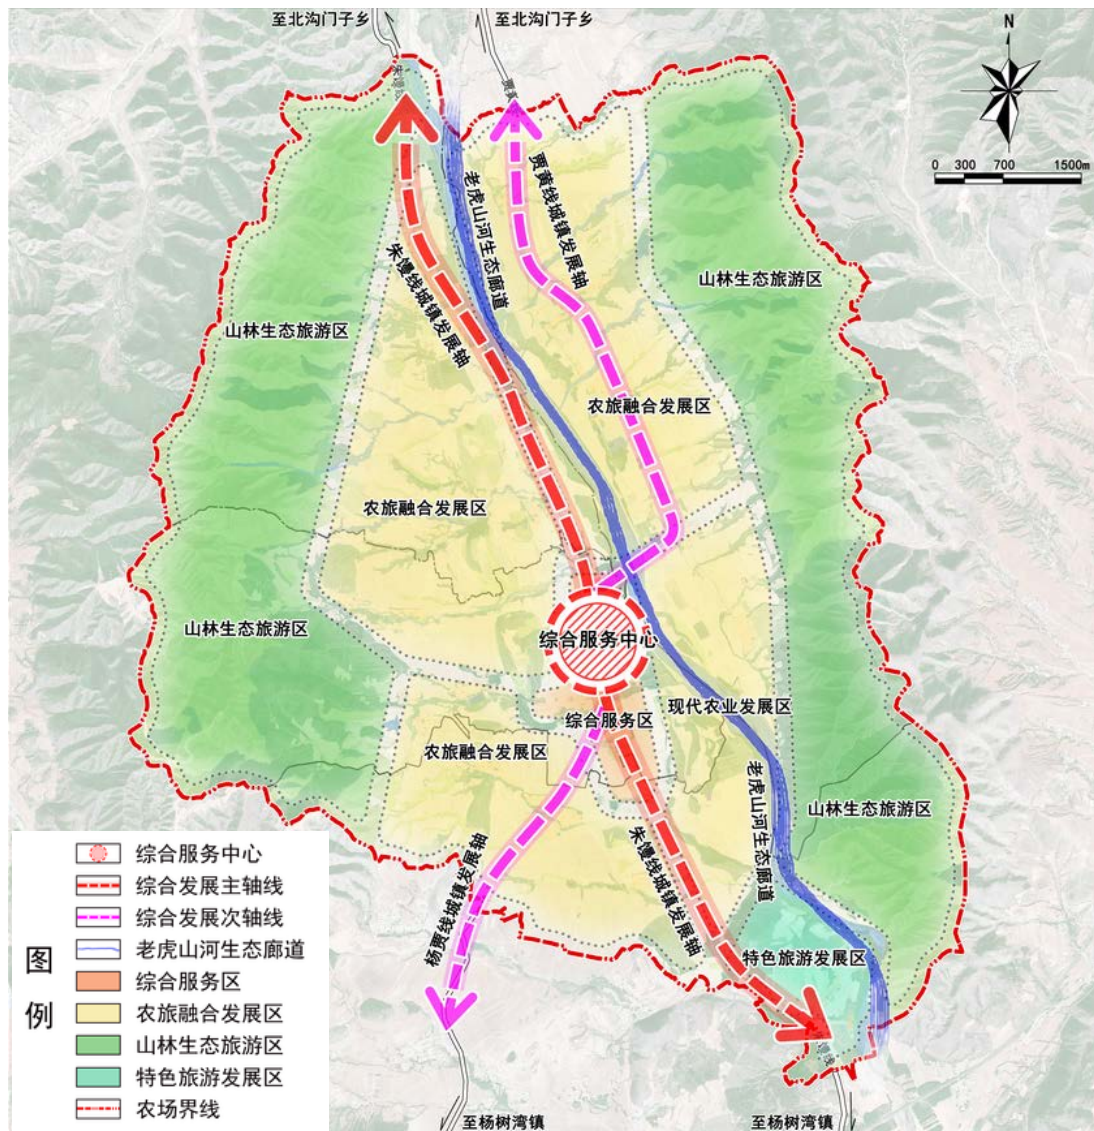 至北沟门子乡
至北沟门子乡
N
0 300 700 1500m
老虎山河生态廊道
贾黄线城镇发展轴
朱馒线城镇发展轴
山林生态旅游区
山林生态旅游区
农旅融合发展区
农旅融合发展区
山林生态旅游区
综合服务中心
综合服务区
现代农业发展区
农旅融合发展区
老虎山河生态廊道
山林生态旅游区
朱馒线城镇发展轴
杨贾线城镇发展轴
特色旅游发展区
至杨树湾镇
至杨树湾镇
图例
综合服务中心
综合发展主轴线
综合发展次轴线
老虎山河生态廊道
综合服务区
农旅融合发展区
山林生态旅游区
特色旅游发展区
农场界线